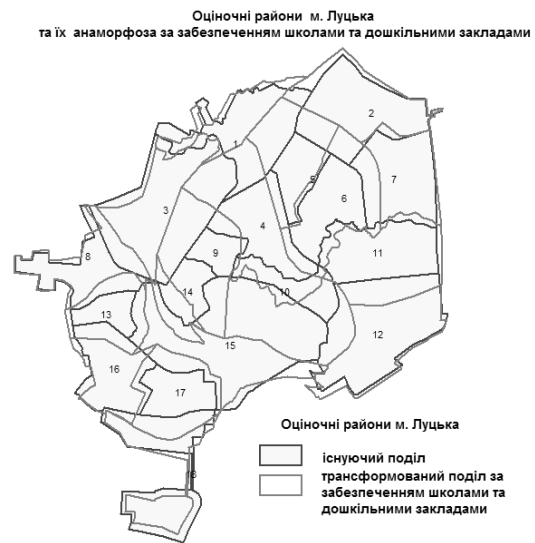 Оціночні райони м. Луцька
та їх анаморфоза за забезпеченням школами та дошкільними закладами
2
1
5
7
6
3
4
9
11
8
14
10
13
12
15
16
17
18
Оціночні райони м. Луцька
існуючий поділ
трансформований поділ за
забезпеченням школами та
дошкільними закладами